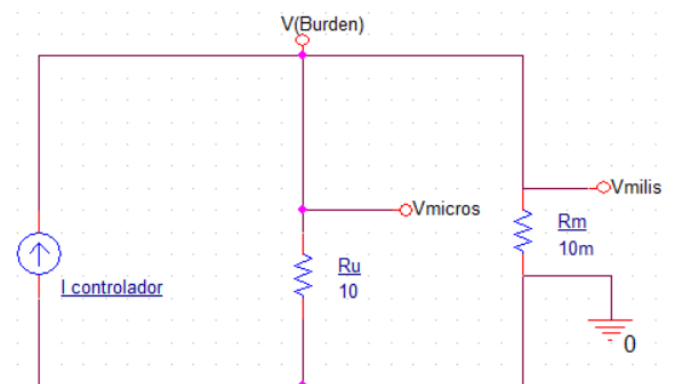 V(Burden)
Vmilis
Vmicros
Rm
10m
Ru
10
I controlador
0